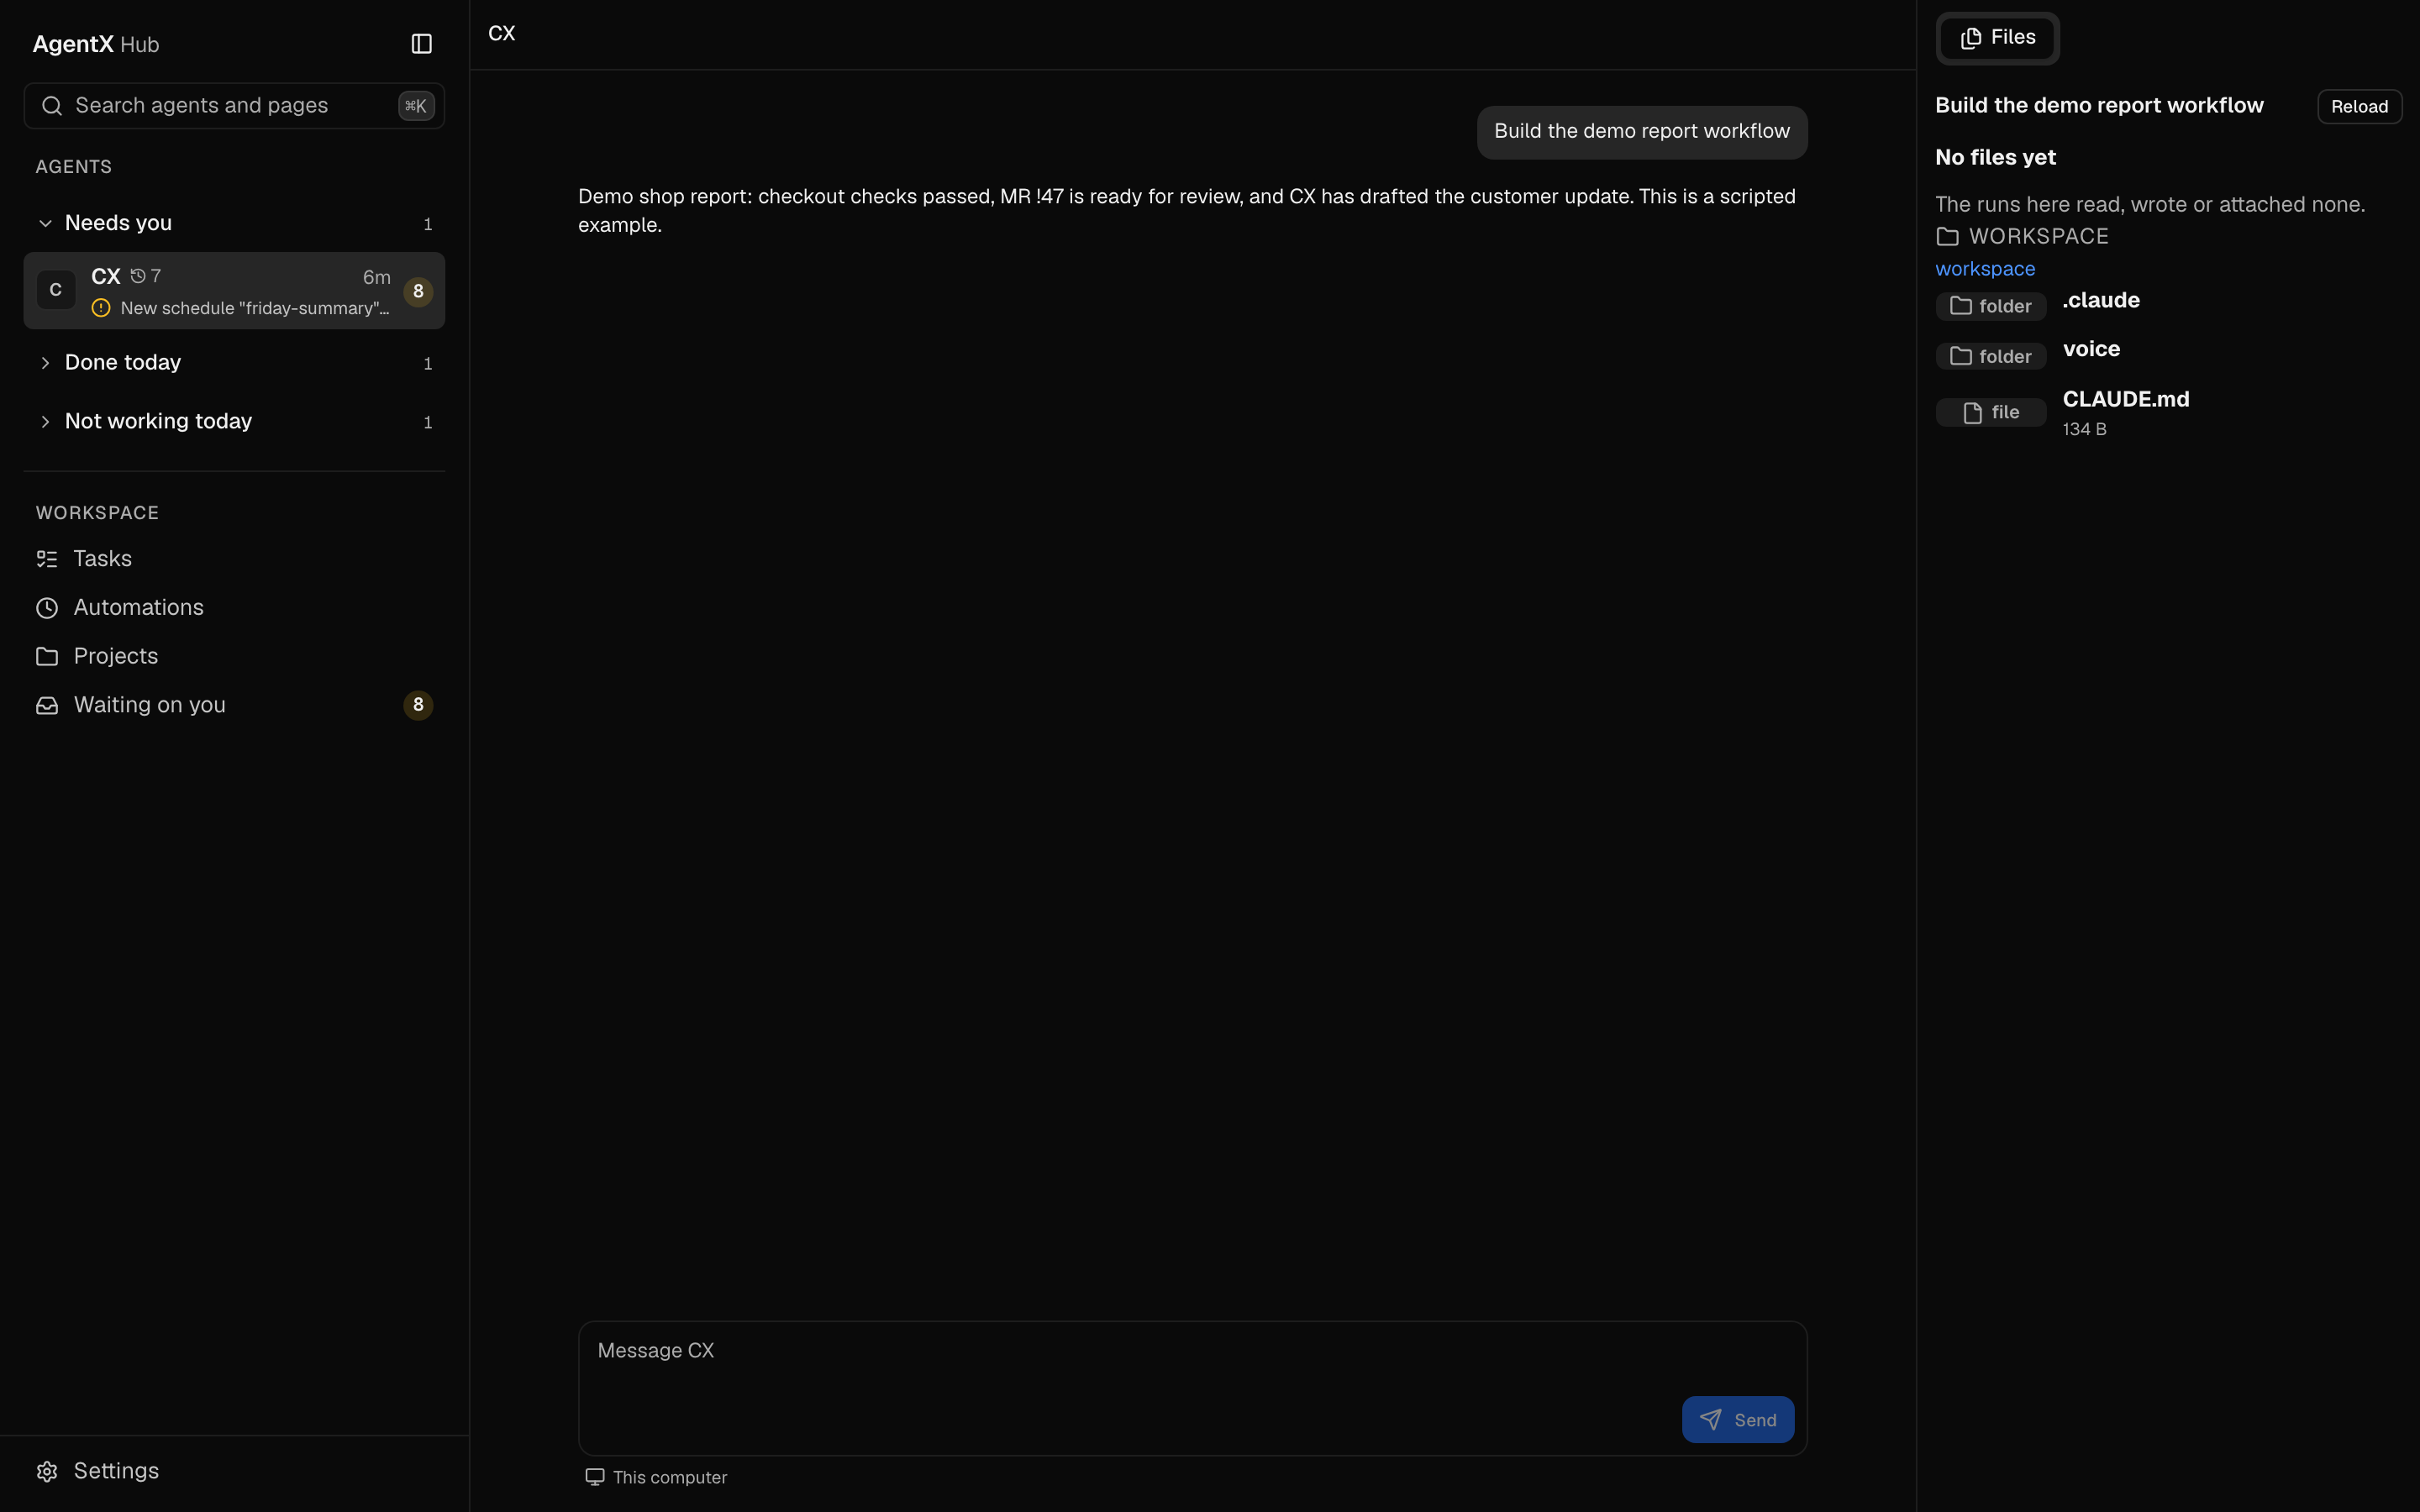 AgentX Hub
Search agents and pages
⌘K
AGENTS
Needs you
1
C
CX
7
6m
8
New schedule "friday-summary"...
Done today
1
Not working today
1
WORKSPACE
Tasks
Automations
Projects
Waiting on you
8
Settings
CX
Build the demo report workflow
Demo shop report: checkout checks passed, MR !47 is ready for review, and CX has drafted the customer update. This is a scripted
example.
Message CX
Send
This computer
Files
Build the demo report workflow
Reload
No files yet
The runs here read, wrote or attached none.
WORKSPACE
workspace
folder
.claude
folder
voice
file
CLAUDE.md
134 B